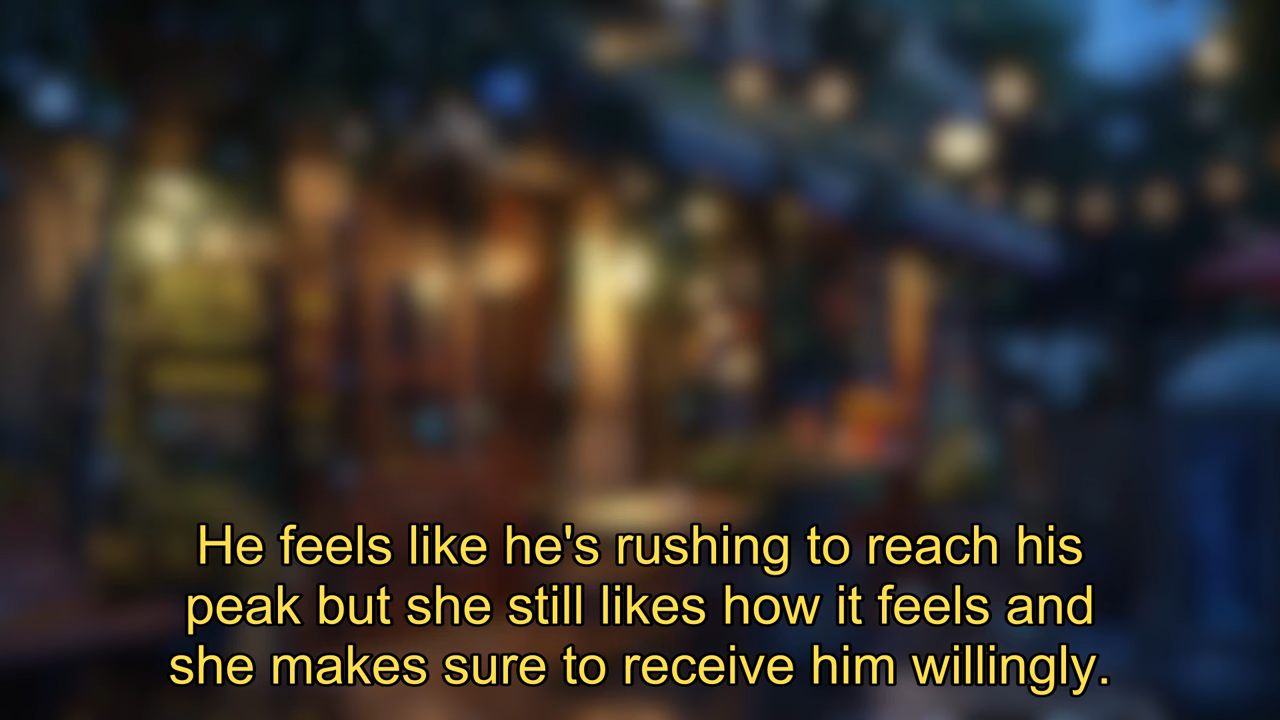 He feels like he's rushing to reach his
peak but she still likes how it feels and
she makes sure to receive him willingly.